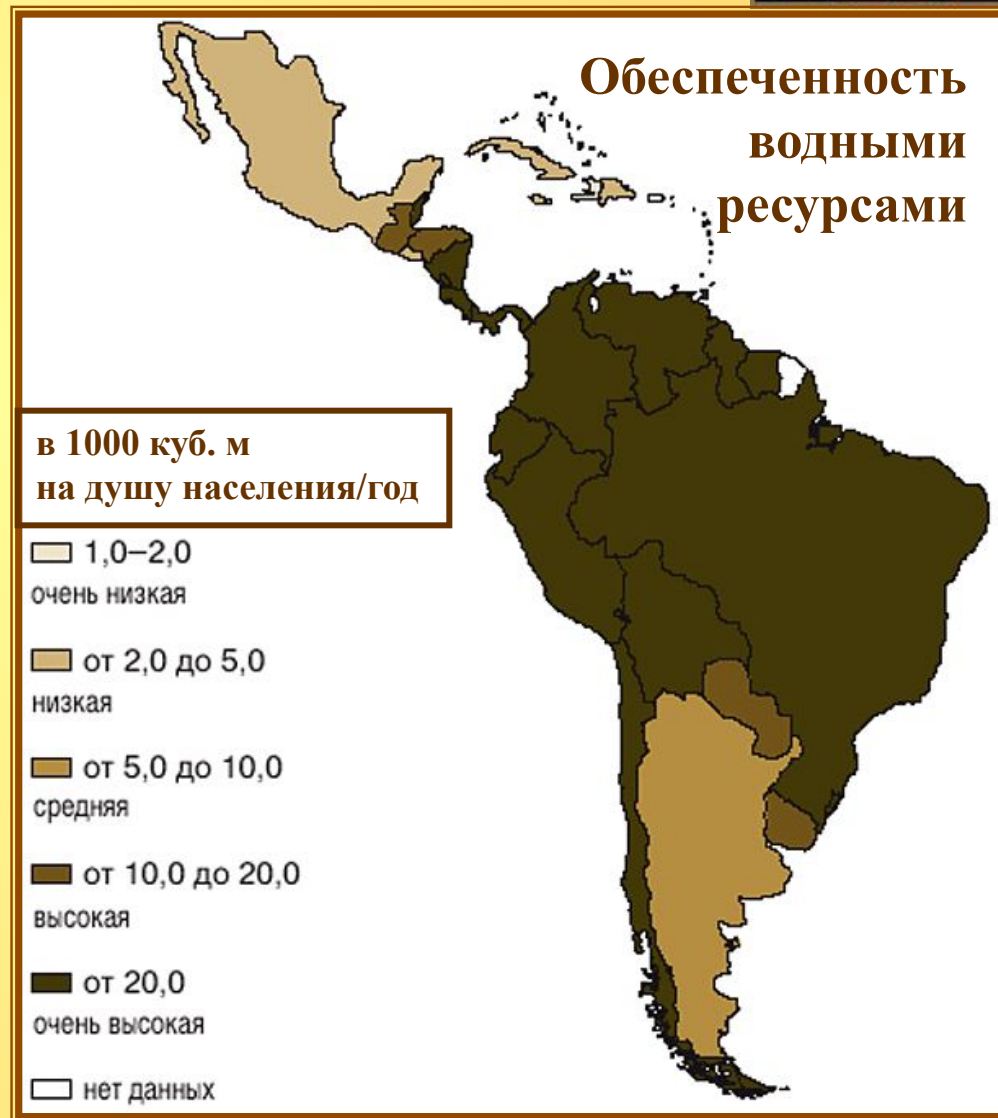 Обеспеченность
водными
ресурсами
в 1000 куб. м
на душу населения/год
1,0–2,0
очень низкая
от 2,0 до 5,0
низкая
от 5,0 до 10,0
средняя
от 10,0 до 20,0
высокая
от 20,0
очень высокая
нет данных